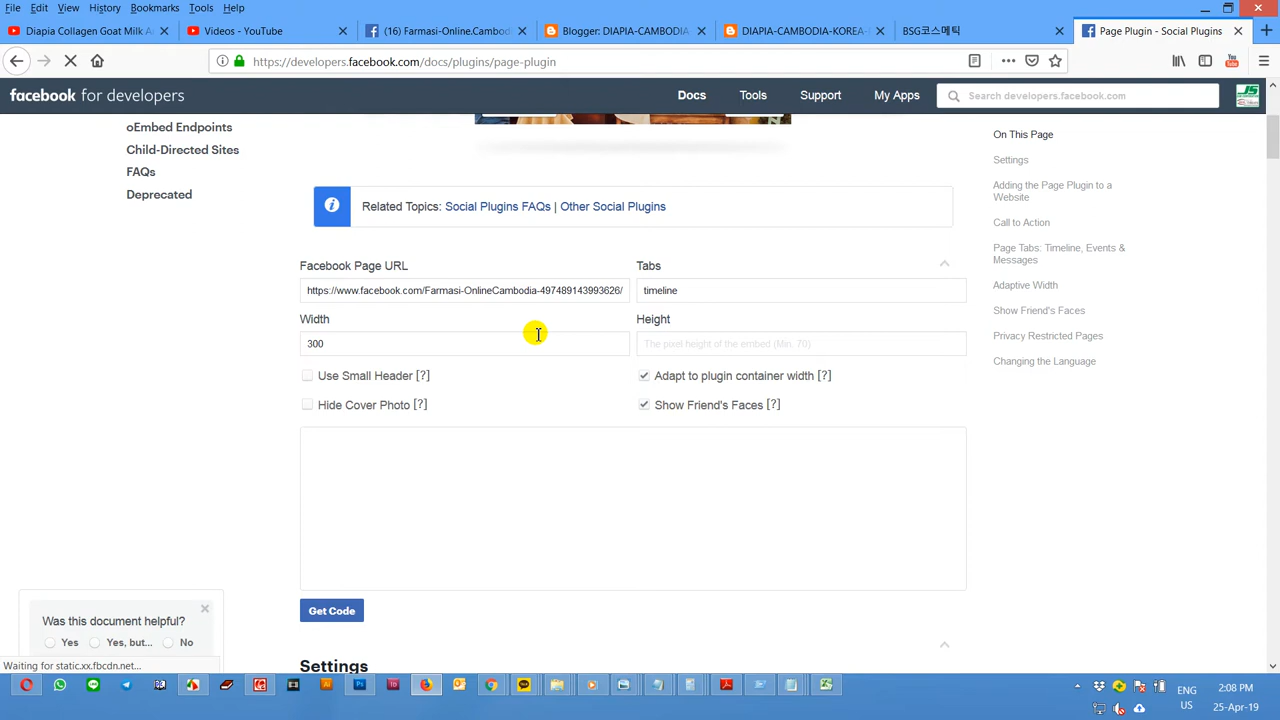 File Edit View History Bookmarks Tools Help
Diapia Collagen Goat Milk A
Videos - YouTube
Farmasi-Online.Cambod
Blogger: DIAPIA-CAMBODIA
DIAPIA-CAMBODIA-KOREA-
BSG코스메틱
Page Plugin - Social Plugins
https://developers.facebook.com/docs/plugins/page-plugin
facebook for developers
Docs Tools Support My Apps
Search developers.facebook.com
oEmbed Endpoints
Child-Directed Sites
FAQs
Deprecated
On This Page
Settings
Adding the Page Plugin to a
Website
Call to Action
Page Tabs: Timeline, Events &
Messages
Adaptive Width
Show Friend's Faces
Privacy Restricted Pages
Changing the Language
Related Topics: Social Plugins FAQs | Other Social Plugins
Facebook Page URL
Tabs
https://www.facebook.com/Farmasi-OnlineCambodia-497489143993626/
timeline
Width
Height
300
The pixel height of the embed (Min. 70)
Use Small Header [?]
Adapt to plugin container width [?]
Hide Cover Photo [?]
Show Friend's Faces [?]
Get Code
Settings
Was this document helpful?
Yes Yes, but... No
Waiting for static.xx.fbcdn.net...
ENG
US
2:08 PM
25-Apr-19